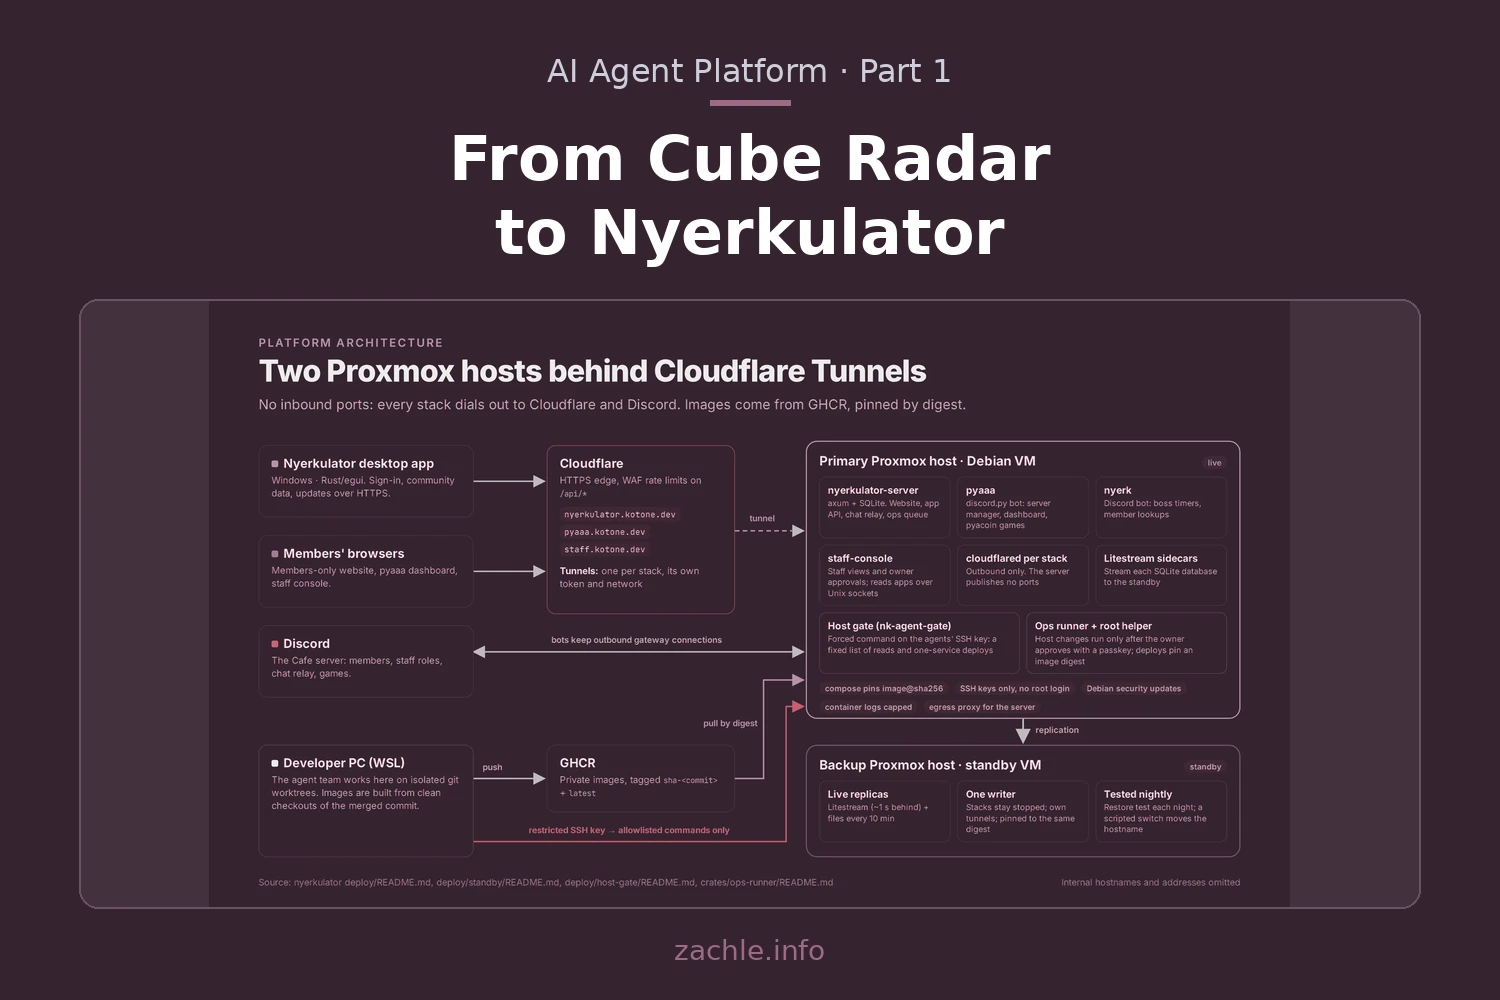 AI Agent Platform · Part 1
From Cube Radar
to Nyerkulator
PLATFORM ARCHITECTURE
Two Proxmox hosts behind Cloudflare Tunnels
No inbound ports: every stack dials out to Cloudflare and Discord. Images come from GHCR, pinned by digest.
Nyerkulator desktop app
Windows · Rust/egui. Sign-in, community
data, updates over HTTPS.
Members' browsers
Members-only website, pyaaa dashboard,
staff console.
Discord
The Cafe server: members, staff roles,
chat relay, games.
Developer PC (WSL)
The agent team works here on isolated git
worktrees. Images are built from clean
checkouts of the merged commit.
Cloudflare
HTTPS edge, WAF rate limits on
/api/*
nyerkulator.kotone.dev
pyaaa.kotone.dev
staff.kotone.dev
Tunnels: one per stack, its own
token and network
tunnel
bots keep outbound gateway connections
pull by digest
push
GHCR
Private images, tagged sha-<commit>
+ latest
restricted SSH key → allowlisted commands only
Primary Proxmox host · Debian VM
live
nyerkulator-server
axum + SQLite. Website, app
API, chat relay, ops queue
pyaaa
discord.py bot: server
manager, dashboard,
pyacoin games
nyerk
Discord bot: boss timers,
member lookups
staff-console
Staff views and owner
approvals; reads apps over
Unix sockets
cloudflared per stack
Outbound only. The server
publishes no ports
Litestream sidecars
Stream each SQLite database
to the standby
Host gate (nk-agent-gate)
Forced command on the agents' SSH key: a
fixed list of reads and one-service deploys
Ops runner + root helper
Host changes run only after the owner
approves with a passkey; deploys pin an
image digest
compose pins image@sha256
SSH keys only, no root login
Debian security updates
container logs capped
egress proxy for the server
replication
Backup Proxmox host · standby VM
standby
Live replicas
Litestream (~1 s behind) +
files every 10 min
One writer
Stacks stay stopped; own
tunnels; pinned to the same
digest
Tested nightly
Restore test each night; a
scripted switch moves the
hostname
Source: nyerkulator deploy/README.md, deploy/standby/README.md, deploy/host-gate/README.md, crates/ops-runner/README.md
Internal hostnames and addresses omitted
zachle.info